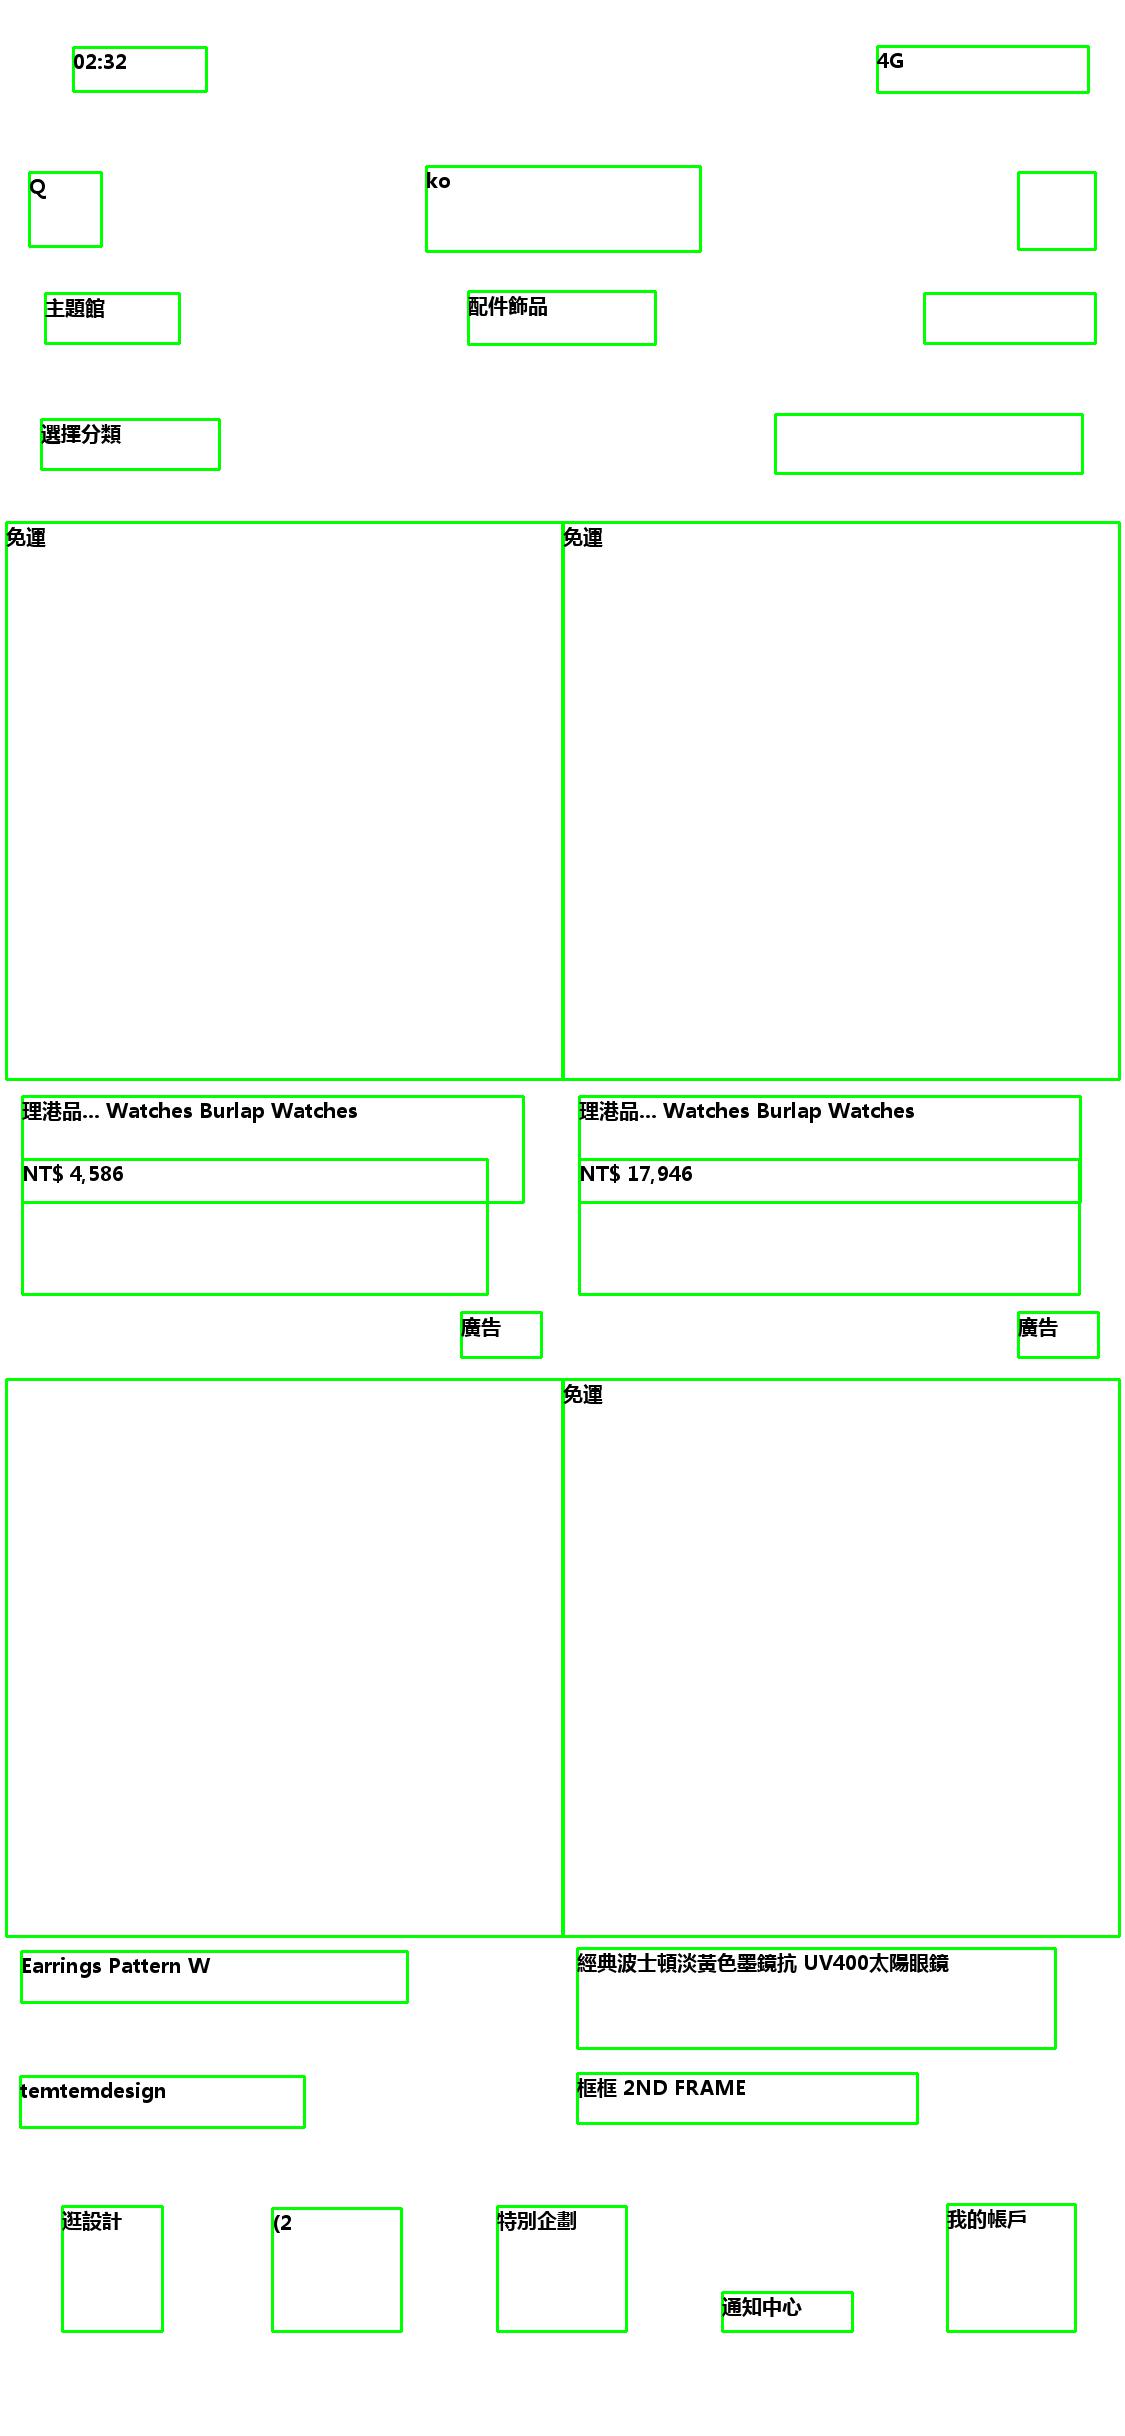 02:32
4G
Q
ko
主題館
配件飾品
選擇分類
免運
免運
理港品... Watches Burlap Watches
理港品... Watches Burlap Watches
NT$ 4,586
NT$ 17,946
廣告
廣告
免運
Earrings Pattern W
經典波士頓淡黃色墨鏡抗 UV400太陽眼鏡
temtemdesign
框框 2ND FRAME
逛設計
(2
特別企劃
通知中心
我的帳戶